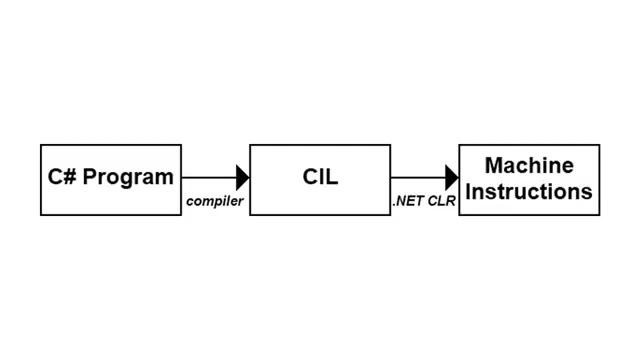 C# Program
compiler
CIL
.NET CLR
Machine
Instructions